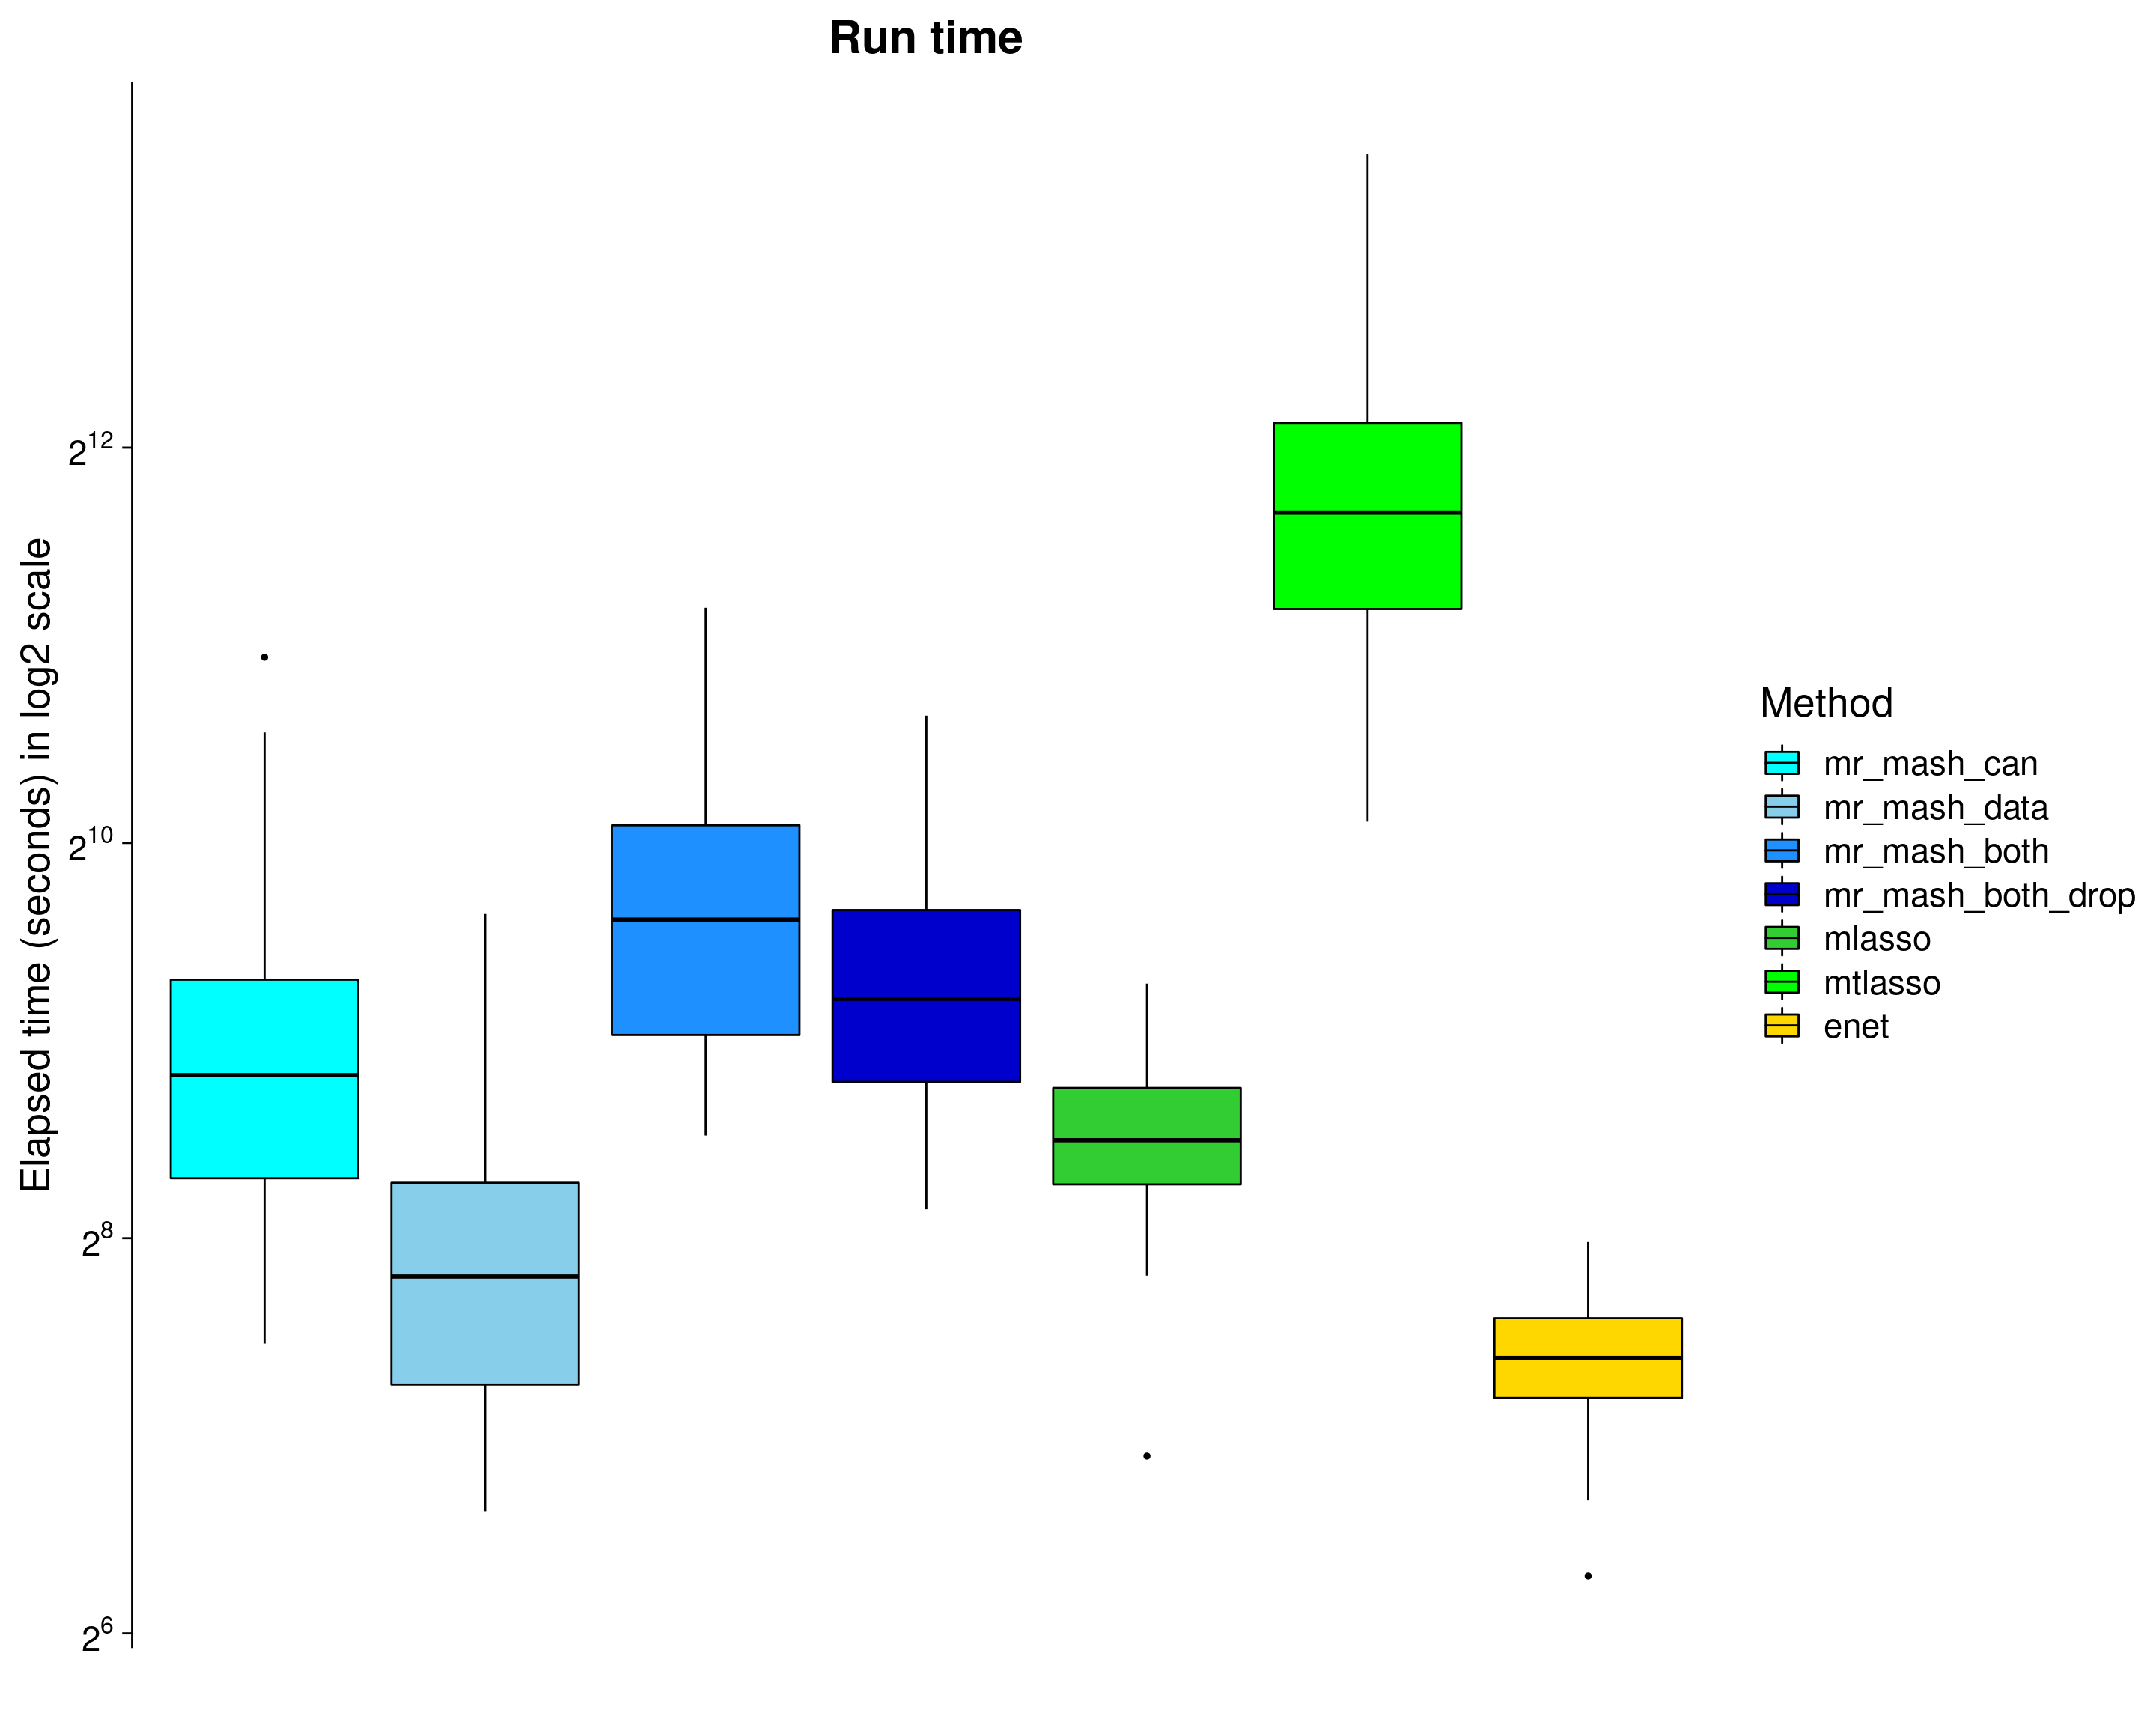 Run time
Elapsed time (seconds) in log2 scale
2^12
2^10
2^8
2^6
Method
mr_mash_can
mr_mash_data
mr_mash_both
mr_mash_both_drop
mlasso
mtlasso
enet